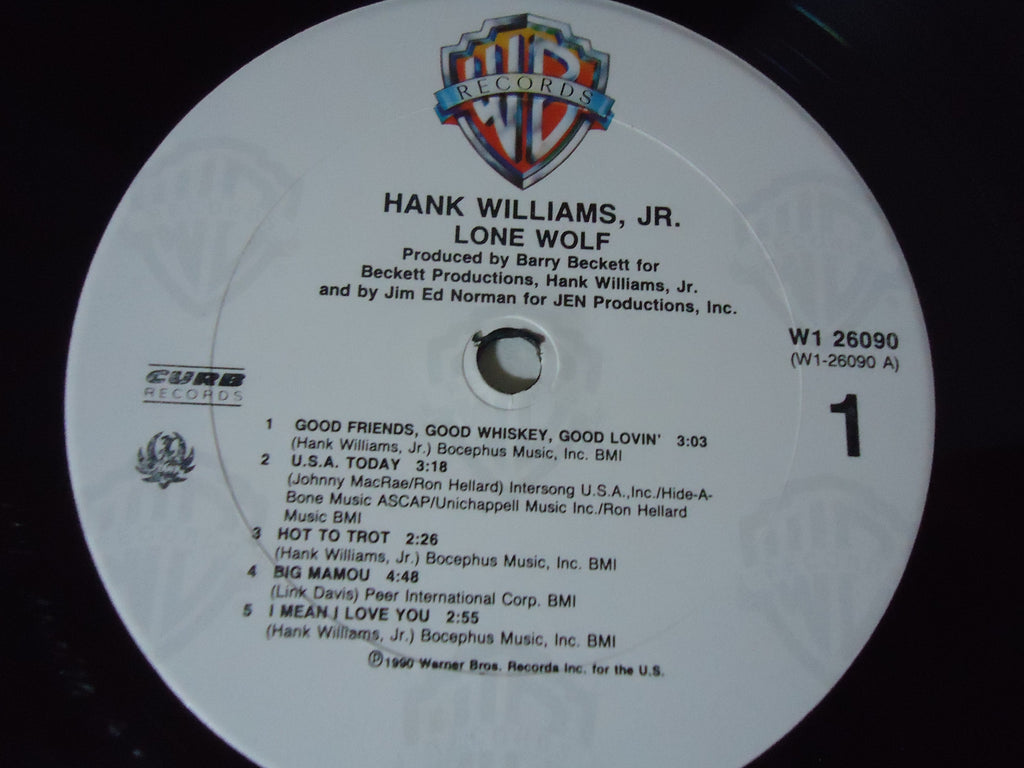 WB
RECORDS
HANK WILLIAMS, JR.
LONE WOLF
Produced by Barry Beckett for
Beckett Productions, Hank Williams, Jr.
and by Jim Ed Norman for JEN Productions, Inc.
W1 26090
(W1-26090 A)
1
CURB
RECORDS
1 GOOD FRIENDS, GOOD WHISKEY, GOOD LOVIN' 3:03
(Hank Williams, Jr.) Bocephus Music, Inc. BMI
2 U.S.A. TODAY 3:18
(Johnny MacRae/Ron Hellard) Intersong U.S.A.,Inc./Hide-A-
Bone Music ASCAP/Unichappell Music Inc./Ron Hellard
Music BMI
3 HOT TO TROT 2:26
(Hank Williams, Jr.) Bocephus Music, Inc. BMI
4 BIG MAMOU 4:48
(Link Davis) Peer International Corp. BMI
5 I MEAN I LOVE YOU 2:55
(Hank Williams, Jr.) Bocephus Music, Inc. BMI
Ⓟ1990 Warner Bros. Records Inc. for the U.S.